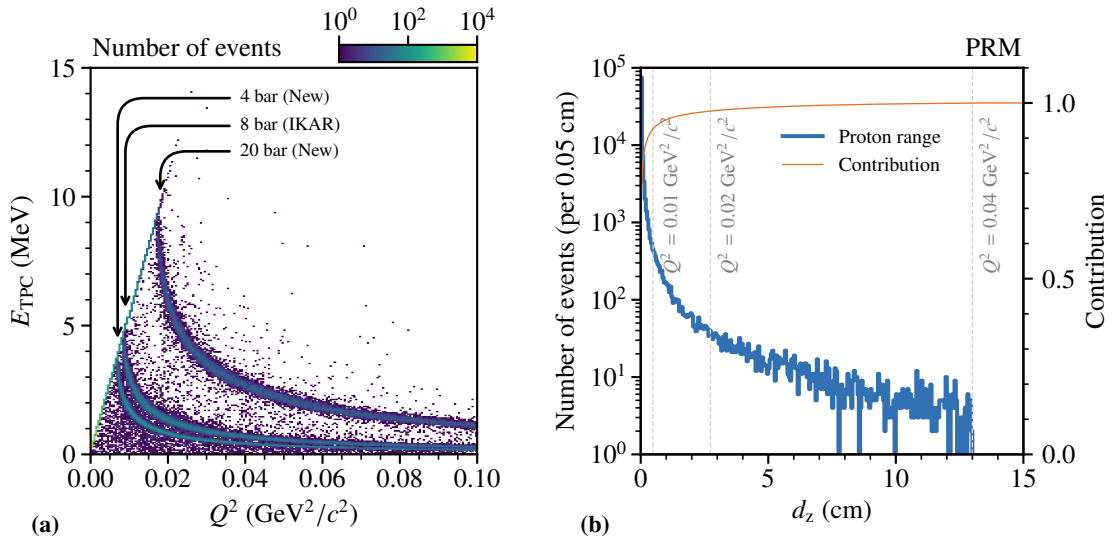 Number of events
10^0 10^2 10^4
15
10
5
0
E_TPC (MeV)
4 bar (New)
8 bar (IKAR)
20 bar (New)
0.00 0.02 0.04 0.06 0.08 0.10
Q^2 (GeV^2/c^2)
(a)
PRM
10^5
10^4
10^3
10^2
10^1
10^0
Number of events (per 0.05 cm)
Proton range
Contribution
Q^2 = 0.01 GeV^2/c^2
Q^2 = 0.02 GeV^2/c^2
Q^2 = 0.04 GeV^2/c^2
1.0
0.5
0.0
Contribution
0 5 10 15
d_z (cm)
(b)